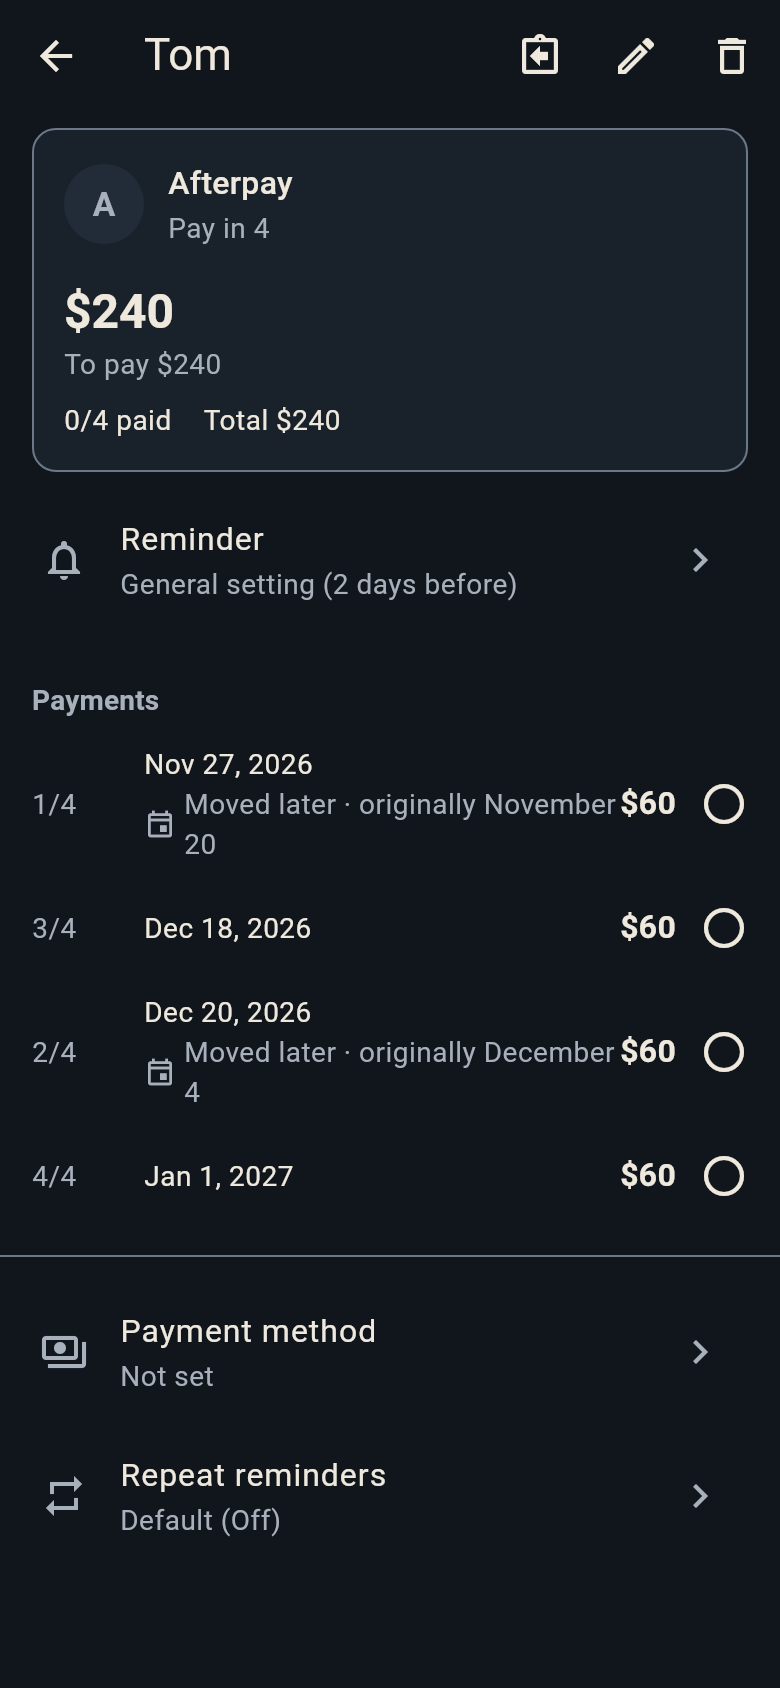 Tom
A
Afterpay
Pay in 4
$240
To pay $240
0/4 paid Total $240
Reminder
General setting (2 days before)
Payments
Nov 27, 2026
1/4 Moved later · originally November $60
20
3/4 Dec 18, 2026 $60
Dec 20, 2026
2/4 Moved later · originally December $60
4
4/4 Jan 1, 2027 $60
Payment method
Not set
Repeat reminders
Default (Off)